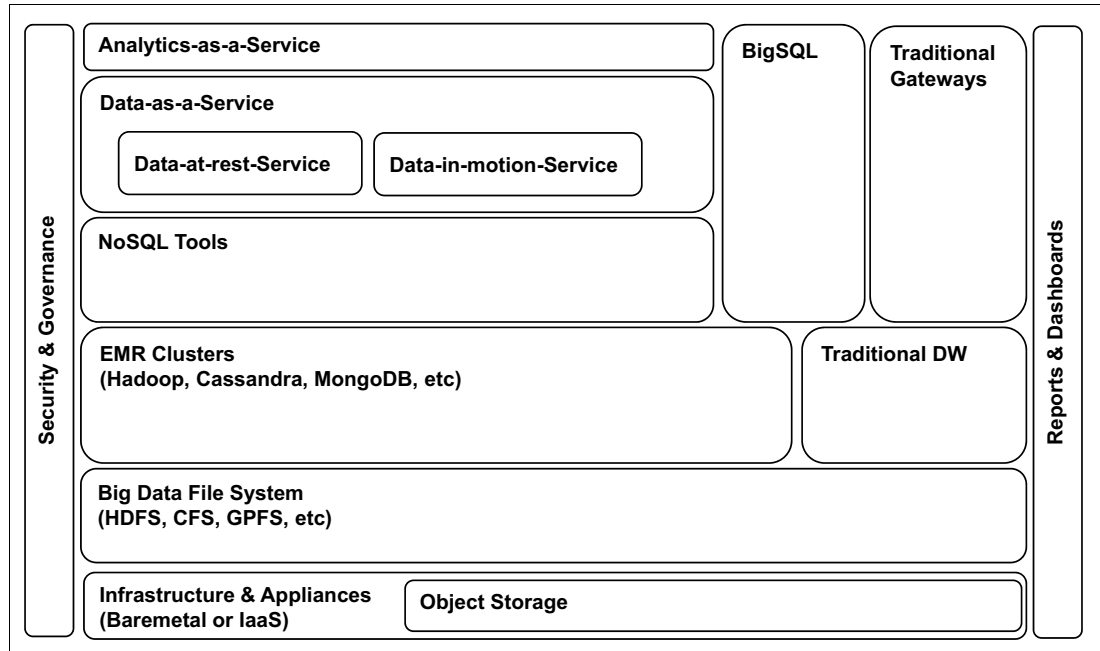 Security & Governance
Analytics-as-a-Service
Data-as-a-Service
Data-at-rest-Service
Data-in-motion-Service
NoSQL Tools
BigSQL
Traditional
Gateways
EMR Clusters
(Hadoop, Cassandra, MongoDB, etc)
Traditional DW
Big Data File System
(HDFS, CFS, GPFS, etc)
Infrastructure & Appliances
(Baremetal or IaaS)
Object Storage
Reports & Dashboards